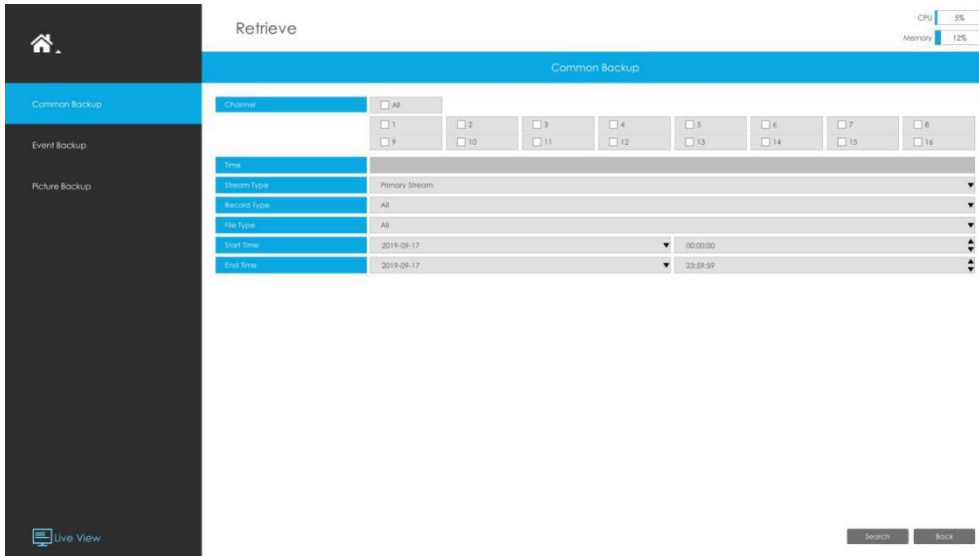 Retrieve
CPU 5%
Memory 12%
Common Backup
Common Backup
Event Backup
Picture Backup
Channel All
1 2 3 4 5 6 7 8
9 10 11 12 13 14 15 16
Time
Stream Type Primary Stream
Record Type All
File Type All
Start Time 2019-09-17 00:00:00
End Time 2019-09-17 23:59:59
Live View
Search Back